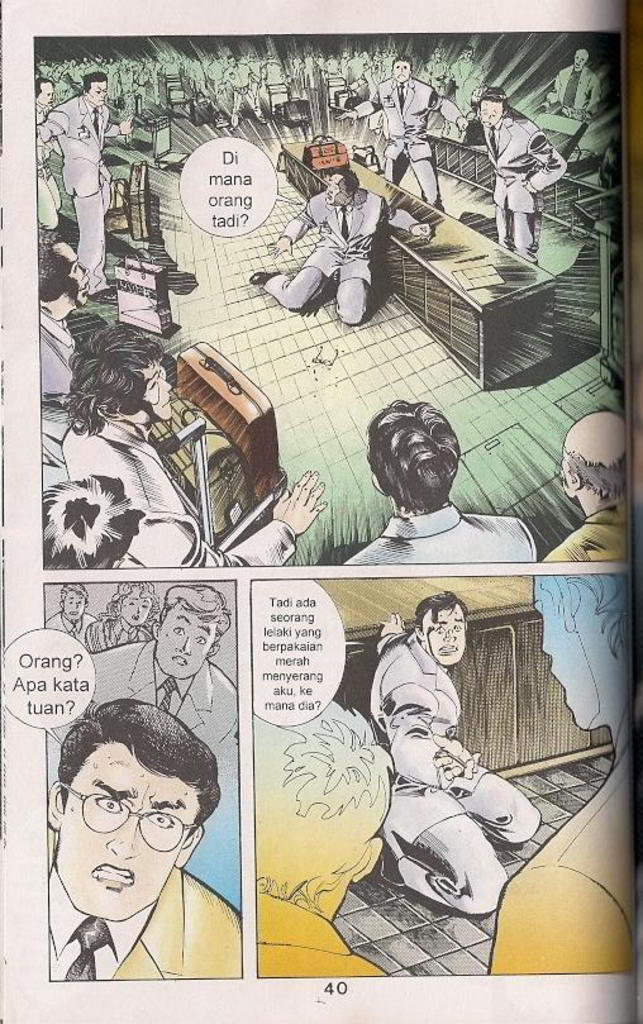 Di
mana
orang
tadi?
Orang?
Apa kata
tuan?
Tadi ada
seorang
lelaki yang
berpakaian
merah
menyerang
aku, ke
mana dia?
40